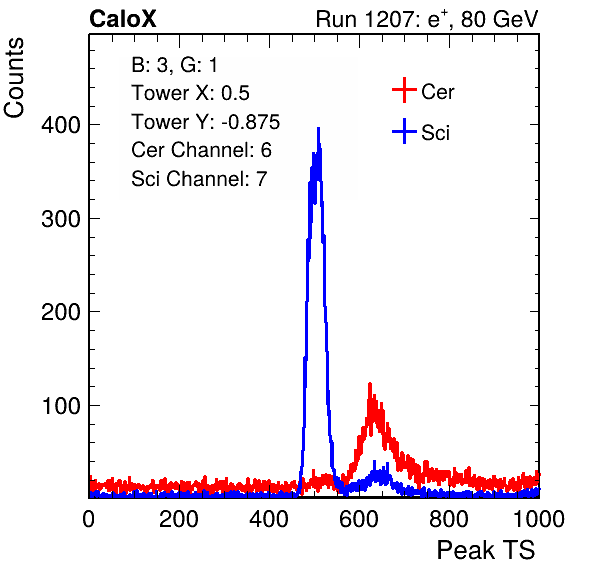 CaloX Run 1207: e⁺, 80 GeV
Counts
B: 3, G: 1
Tower X: 0.5
Tower Y: -0.875
Cer Channel: 6
Sci Channel: 7
Cer
Sci
400
300
200
100
0 200 400 600 800 1000
Peak TS